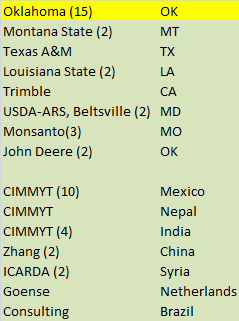 Oklahoma (15) OK
Montana State (2) MT
Texas A&M TX
Louisiana State (2) LA
Trimble CA
USDA-ARS, Beltsville (2) MD
Monsanto(3) MO
John Deere (2) OK
CIMMYT (10) Mexico
CIMMYT Nepal
CIMMYT (4) India
Zhang (2) China
ICARDA (2) Syria
Goense Netherlands
Consulting Brazil